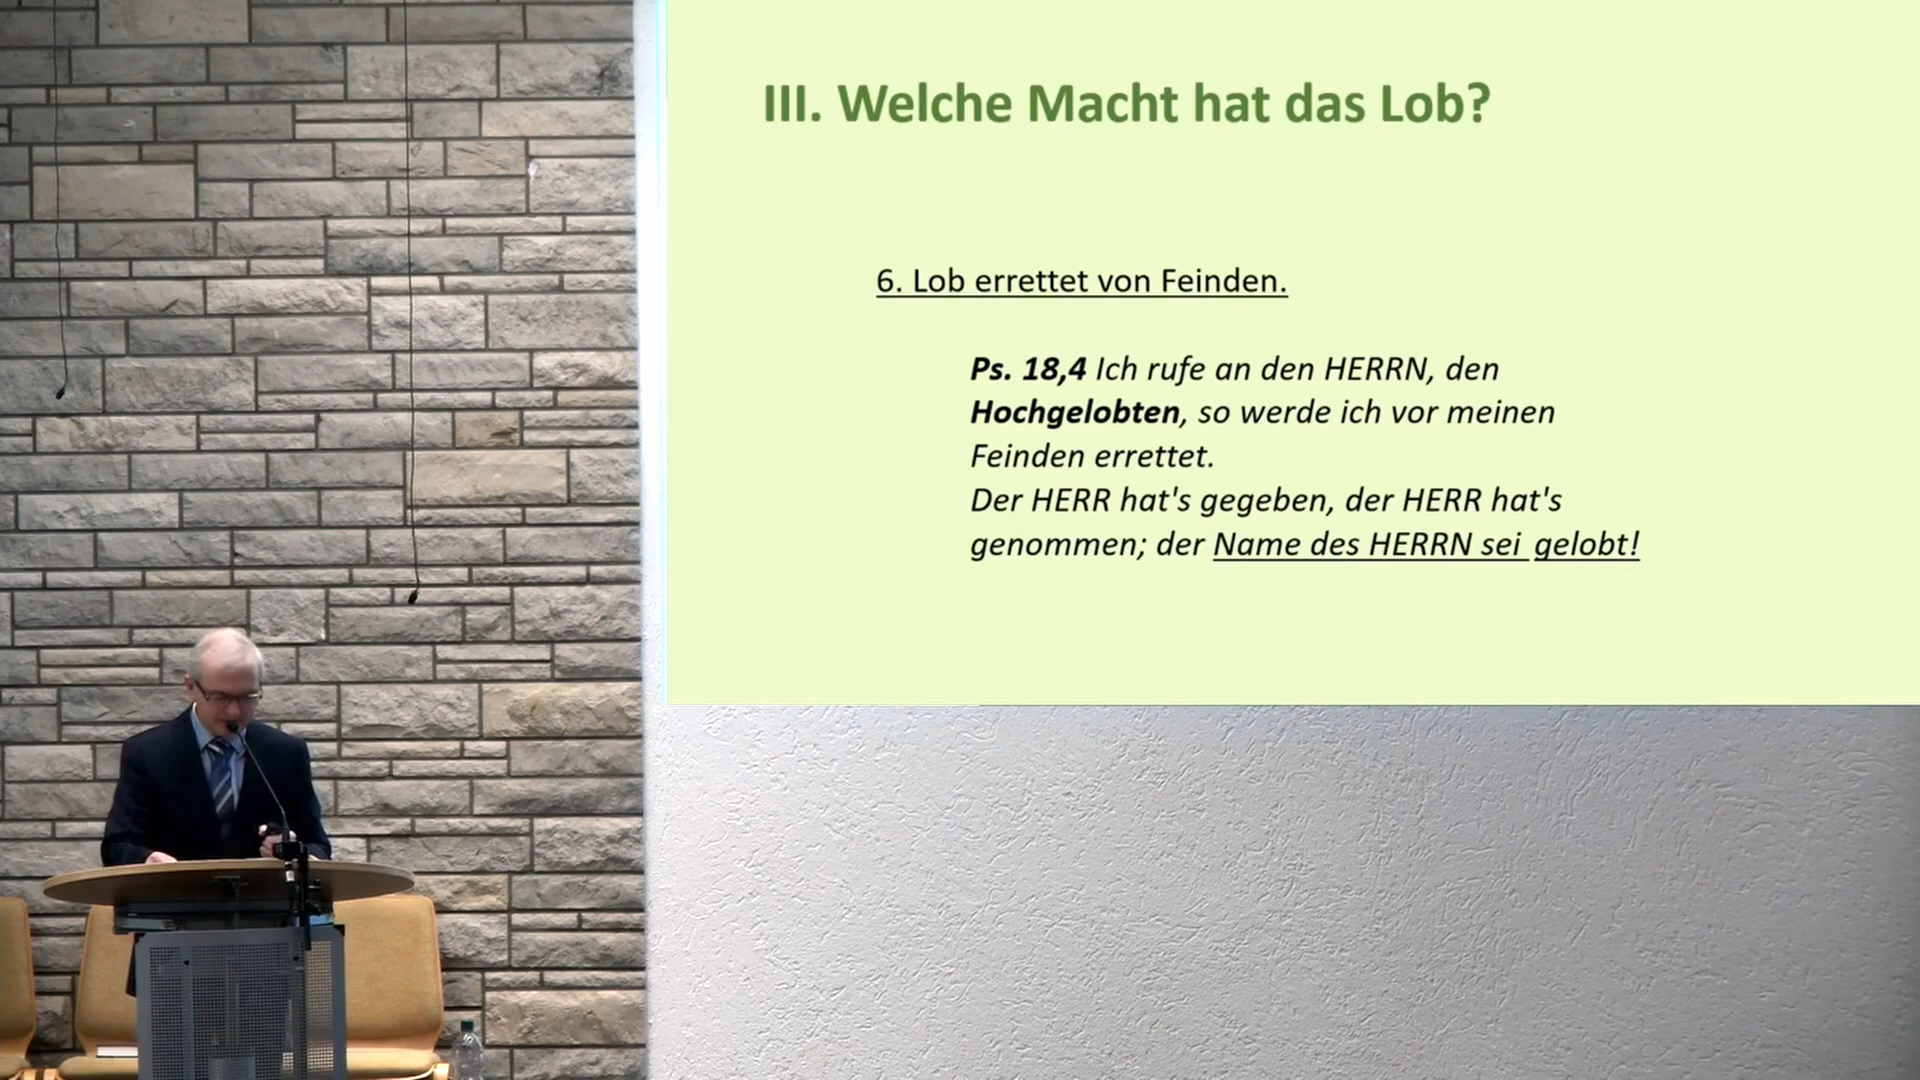 III. Welche Macht hat das Lob?
6. Lob errettet von Feinden.
Ps. 18,4 Ich rufe an den HERRN, den
Hochgelobten, so werde ich vor meinen
Feinden errettet.
Der HERR hat's gegeben, der HERR hat's
genommen; der Name des HERRN sei gelobt!